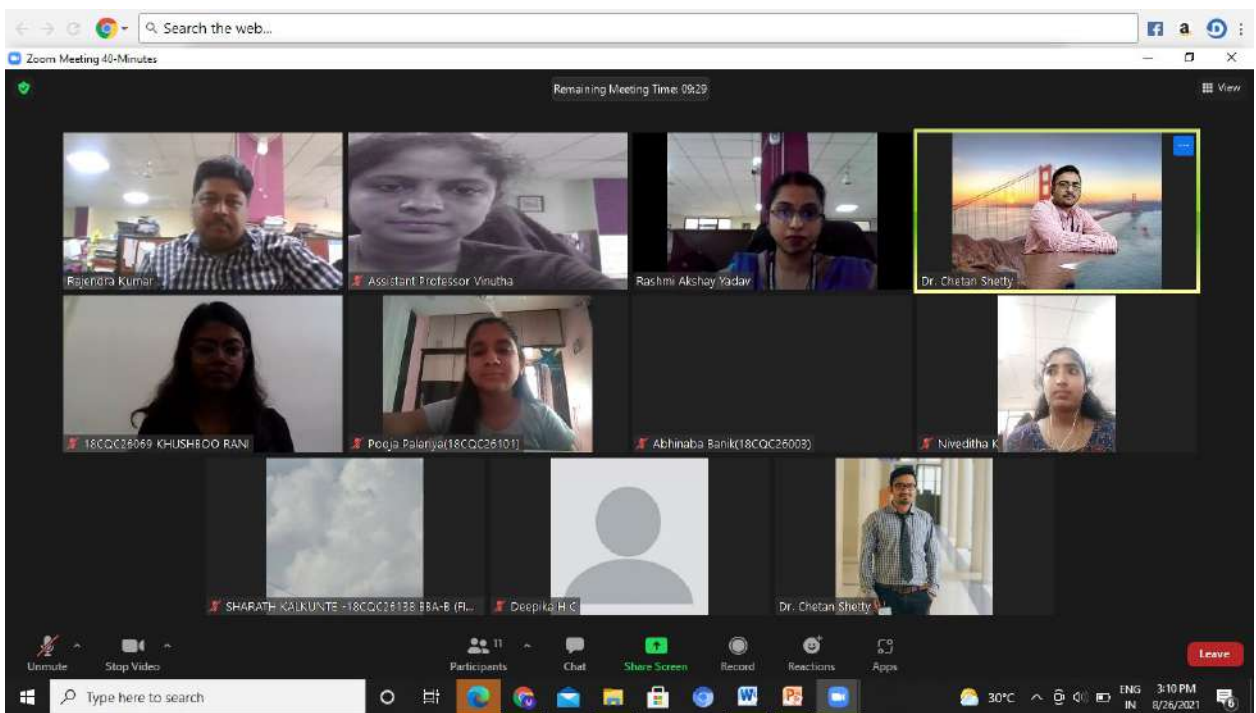 Search the web...
a
Zoom Meeting 40-Minutes
Remaining Meeting Time: 09:29
View
Rajendra Kumar
Assistant Professor Vinutha
Rashmi Akshay Yadav
Dr. Chetan Shetty
18CQC26069 KHUSHBOO RANI
Pooja Palariya(18CQC26101)
Abhinaba Banik(18CQC26003)
Niveditha K
SHARATH KALKUNTE -18CQC26138 BBA-B (FI...
Deepika H C
Dr. Chetan Shetty
11
Unmute
Stop Video
Participants
Chat
Share Screen
Record
Reactions
Apps
Leave
Type here to search
30°C
ENG
IN
3:10 PM
8/26/2021
6